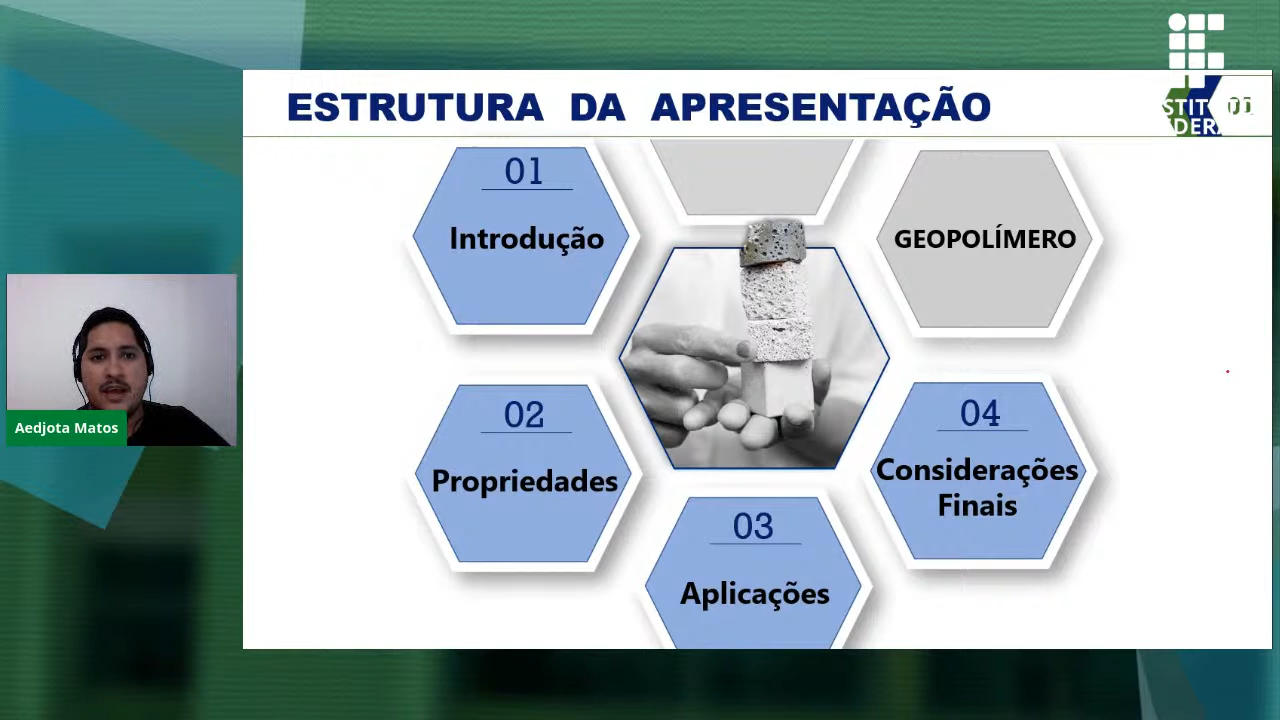 ESTRUTURA DA APRESENTAÇÃO
01
Introdução
GEOPOLÍMERO
02
Propriedades
03
Aplicações
04
Considerações
Finais
Aedjota Matos